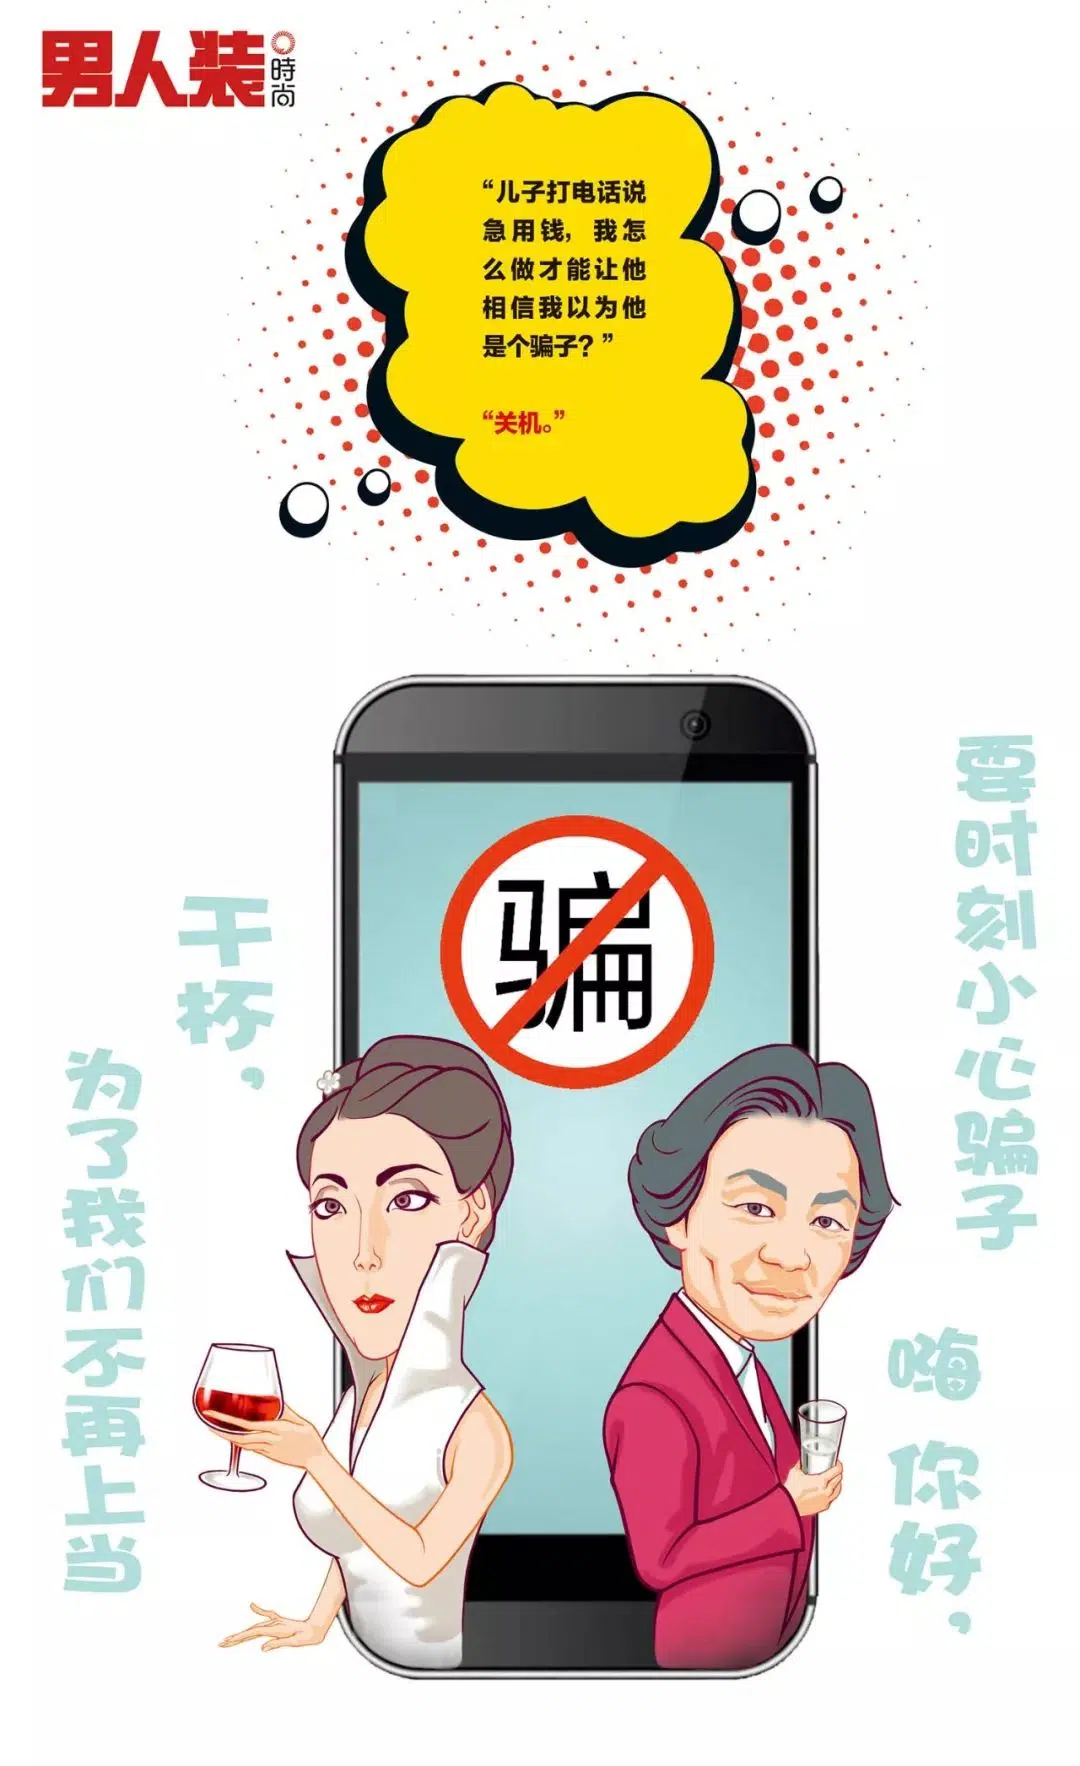 男人装
時尚
“儿子打电话说
急用钱，我怎
么做才能让他
相信我以为他
是个骗子？”
“关机。”
骗
干杯，
为了我们不再上当
嗨 你好，
要时刻小心骗子